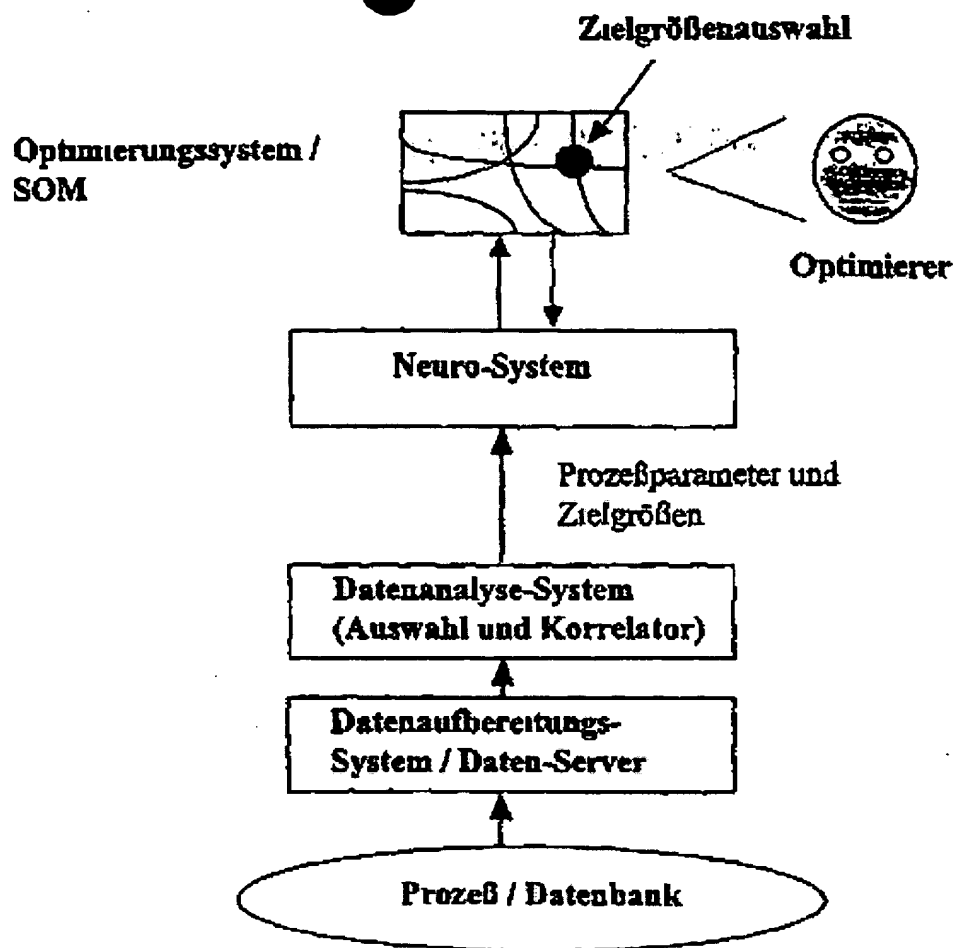 Zielgrößenauswahl
Optimierungssystem /
SOM
Optimierer
Neuro-System
Prozeßparameter und
Zielgrößen
Datenanalyse-System
(Auswahl und Korrelator)
Datenaufbereitungs-
System / Daten-Server
Prozeß / Datenbank